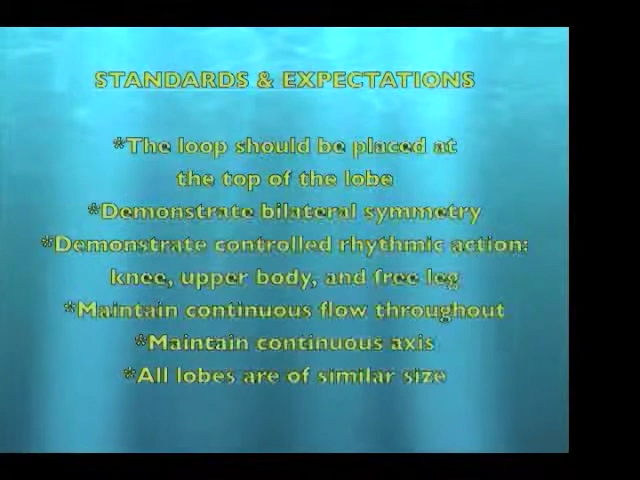 STANDARDS & EXPECTATIONS
*The loop should be placed at
the top of the lobe
*Demonstrate bilateral symmetry
*Demonstrate controlled rhythmic action:
knee, upper body, and free leg
*Maintain continuous flow throughout
*Maintain continuous axis
*All lobes are of similar size